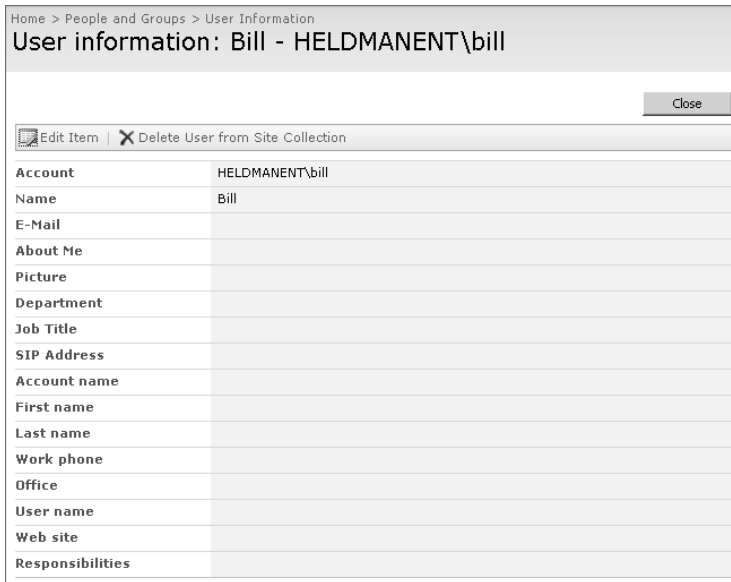 Home > People and Groups > User Information
User information: Bill - HELDMANENT\bill
Close
Edit Item | Delete User from Site Collection
Account HELDMANENT\bill
Name Bill
E-Mail
About Me
Picture
Department
Job Title
SIP Address
Account name
First name
Last name
Work phone
Office
User name
Web site
Responsibilities